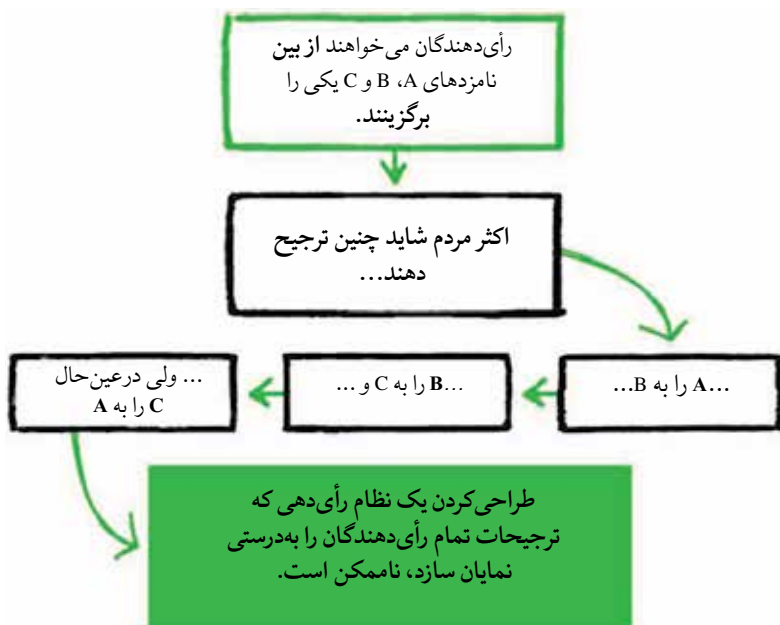 رأی‌دهندگان می‌خواهند از بین
نامزدهای A، B و C یکی را
برگزینند.
اکثر مردم شاید چنین ترجیح
دهند...
...A را به B...
...B را به C و ...
... ولی درعین‌حال
C را به A
طراحی‌کردن یک نظام رأی‌دهی که
ترجیحات تمام رأی‌دهندگان را به‌درستی
نمایان سازد، ناممکن است.